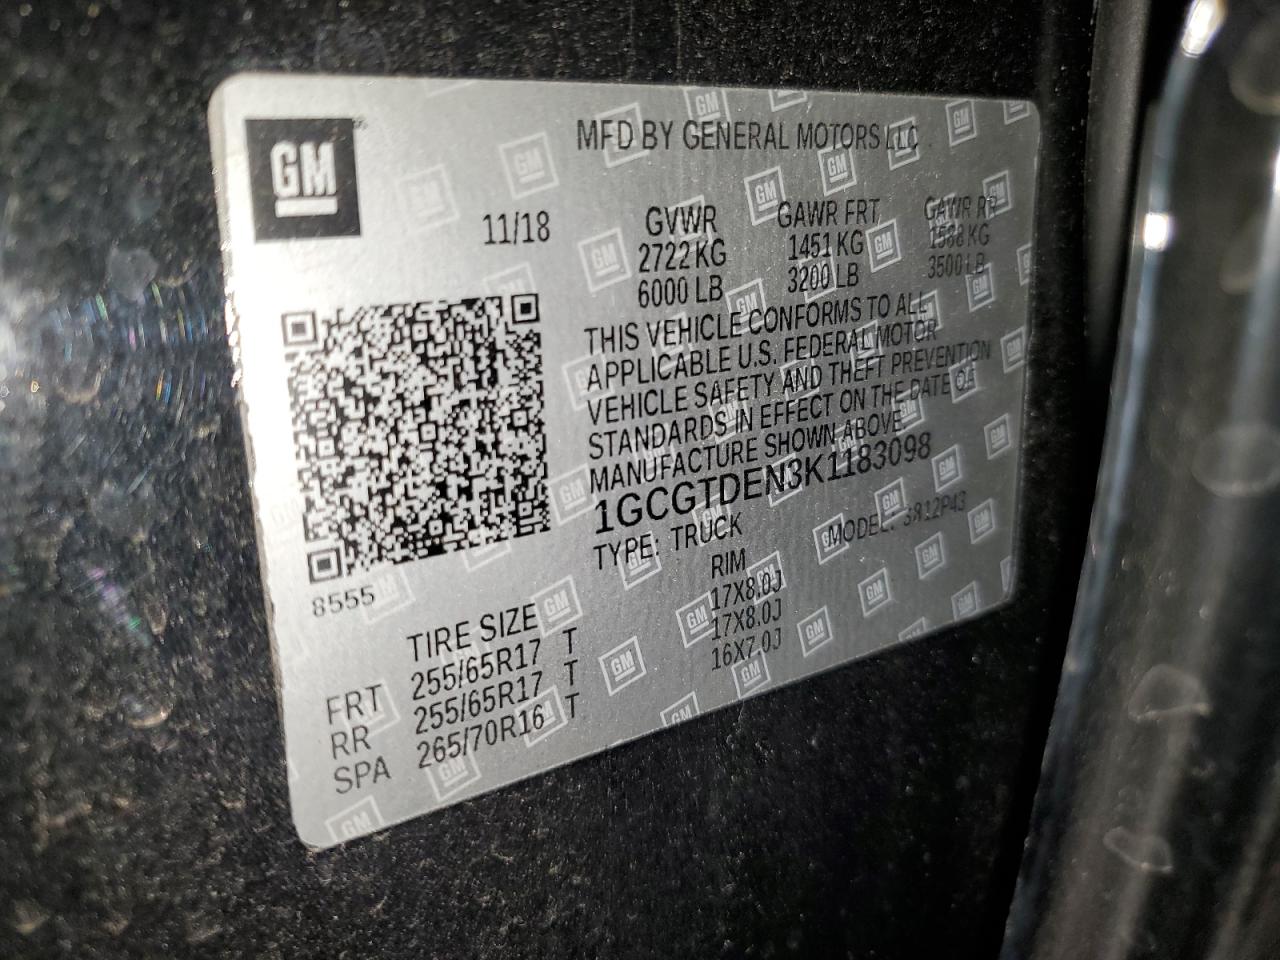 GM
MFD BY GENERAL MOTORS LLC
11/18
GVWR GAWR FRT GAWR RR
2722 KG 1451 KG 1588 KG
6000 LB 3200 LB 3500 LB
THIS VEHICLE CONFORMS TO ALL
APPLICABLE U.S. FEDERAL MOTOR
VEHICLE SAFETY AND THEFT PREVENTION
STANDARDS IN EFFECT ON THE DATE OF
MANUFACTURE SHOWN ABOVE.
1GCGTDEN3K1183098
TYPE: TRUCK MODEL:
8555
TIRE SIZE RIM
FRT 255/65R17 T 17X8.0J
RR 255/65R17 T 17X8.0J
SPA 265/70R16 T 16X7.0J